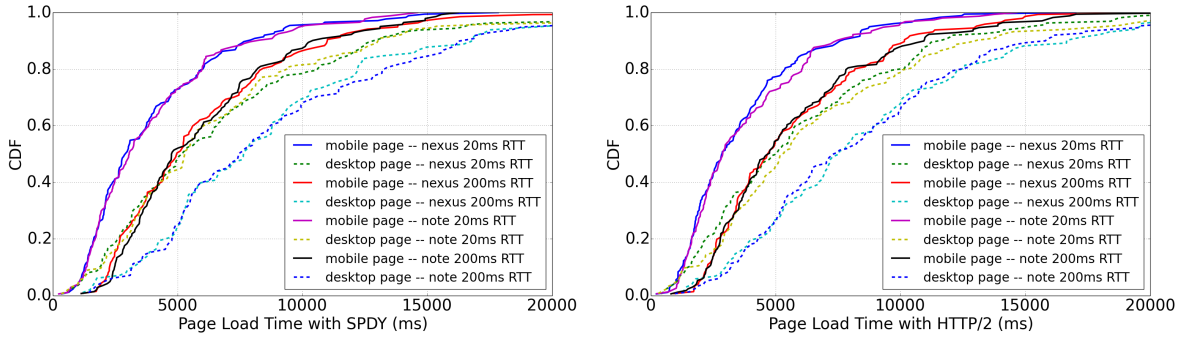 1.0
0.8
0.6
0.4
0.2
0.0
CDF
0
5000
10000
15000
20000
Page Load Time with SPDY (ms)
mobile page -- nexus 20ms RTT
desktop page -- nexus 20ms RTT
mobile page -- nexus 200ms RTT
desktop page -- nexus 200ms RTT
mobile page -- note 20ms RTT
desktop page -- note 20ms RTT
mobile page -- note 200ms RTT
desktop page -- note 200ms RTT
1.0
0.8
0.6
0.4
0.2
0.0
CDF
0
5000
10000
15000
20000
Page Load Time with HTTP/2 (ms)
mobile page -- nexus 20ms RTT
desktop page -- nexus 20ms RTT
mobile page -- nexus 200ms RTT
desktop page -- nexus 200ms RTT
mobile page -- note 20ms RTT
desktop page -- note 20ms RTT
mobile page -- note 200ms RTT
desktop page -- note 200ms RTT